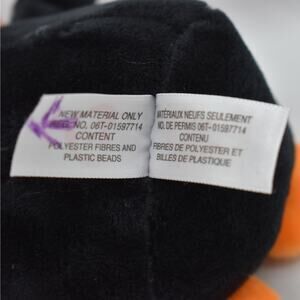 NEW MATERIAL ONLY
REG. NO. 06T-01597714
CONTENT
POLYESTER FIBRES AND
PLASTIC BEADS
MATÉRIAUX NEUFS SEULEMENT
NO. DE PERMIS 06T-01597714
CONTENU
FIBRES DE POLYESTER ET
BILLES DE PLASTIQUE